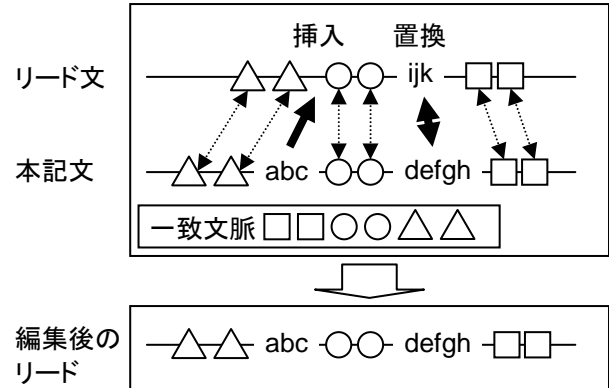 挿入 置換
リード文 ijk
本記文 abc defgh
一致文脈
編集後の
リード abc defgh